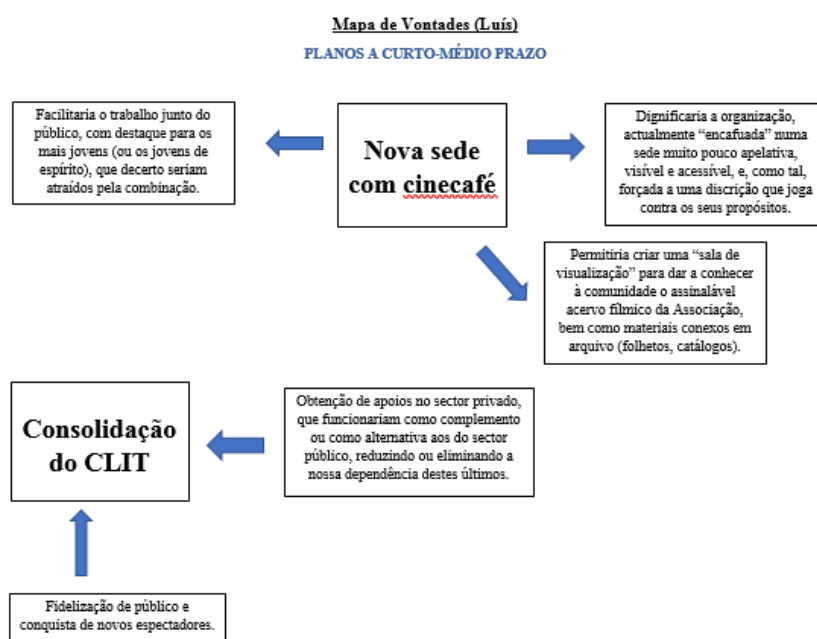 Mapa de Vontades (Luís)
PLANOS A CURTO-MÉDIO PRAZO
Facilitaria o trabalho junto do
público, com destaque para os
mais jovens (ou os jovens de
espírito), que decerto seriam
atraídos pela combinação.
Nova sede
com cinecafé
Dignificaria a organização,
actualmente “encafuada” numa
sede muito pouco apelativa,
visível e acessível, e, como tal,
forçada a uma discrição que joga
contra os seus propósitos.
Permitiria criar uma “sala de
visualização” para dar a conhecer
à comunidade o assinalável
acervo fílmico da Associação,
bem como materiais conexos em
arquivo (folhetos, catálogos).
Consolidação
do CLIT
Obtenção de apoios no sector privado,
que funcionariam como complemento
ou como alternativa aos do sector
público, reduzindo ou eliminando a
nossa dependência destes últimos.
Fidelização de público e
conquista de novos espectadores.